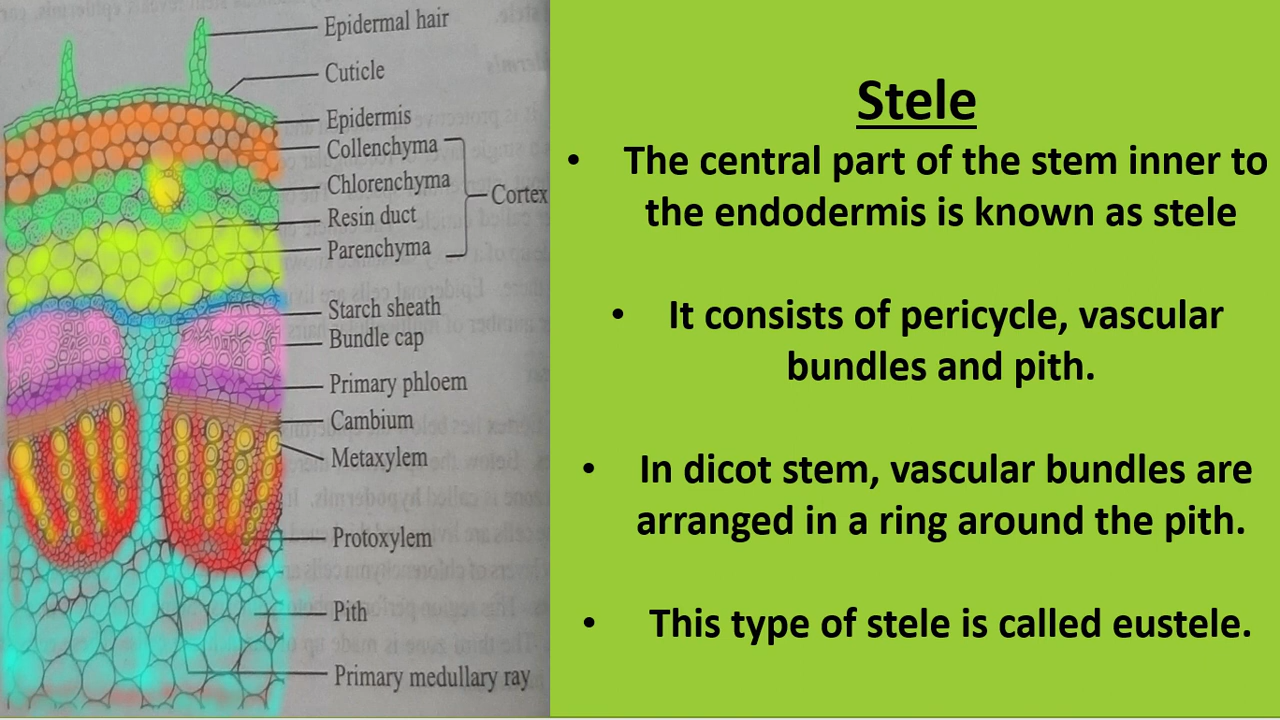 Epidermal hair
Cuticle
Epidermis
Collenchyma
Chlorenchyma
Cortex
Resin duct
Parenchyma
Starch sheath
Bundle cap
Primary phloem
Cambium
Metaxylem
Protoxylem
Pith
Primary medullary ray
Stele
• The central part of the stem inner to
the endodermis is known as stele
• It consists of pericycle, vascular
bundles and pith.
• In dicot stem, vascular bundles are
arranged in a ring around the pith.
• This type of stele is called eustele.